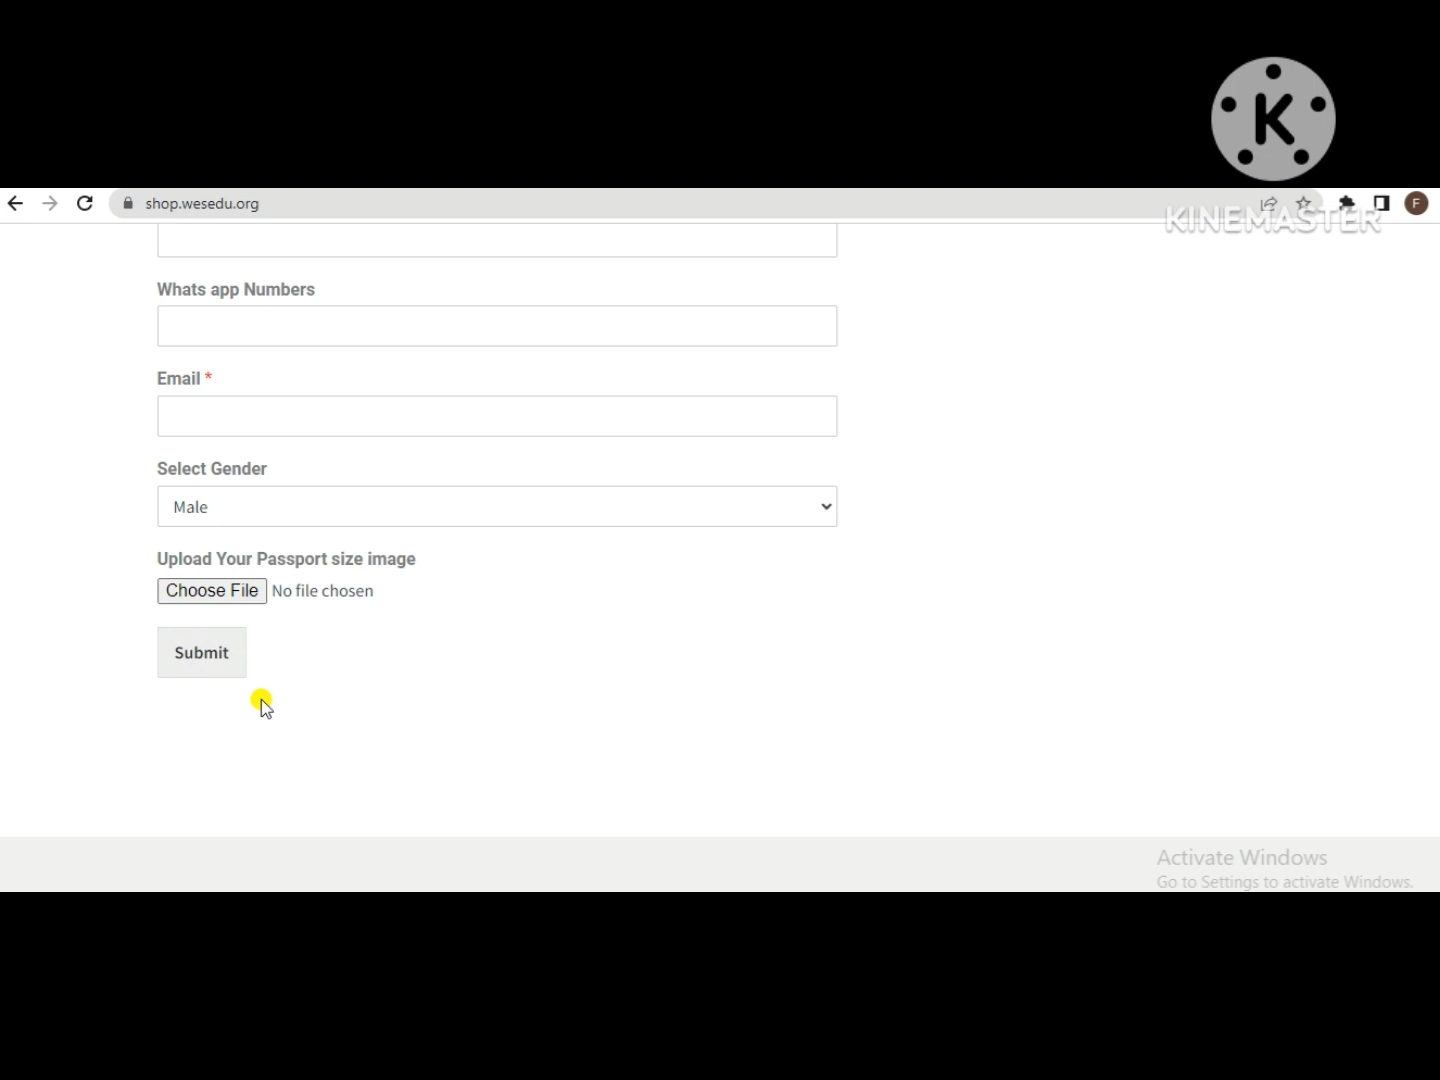 K
shop.wesedu.org
F
KINEMASTER
Whats app Numbers
Email *
Select Gender
Male
Upload Your Passport size image
Choose File No file chosen
Submit
Activate Windows
Go to Settings to activate Windows.